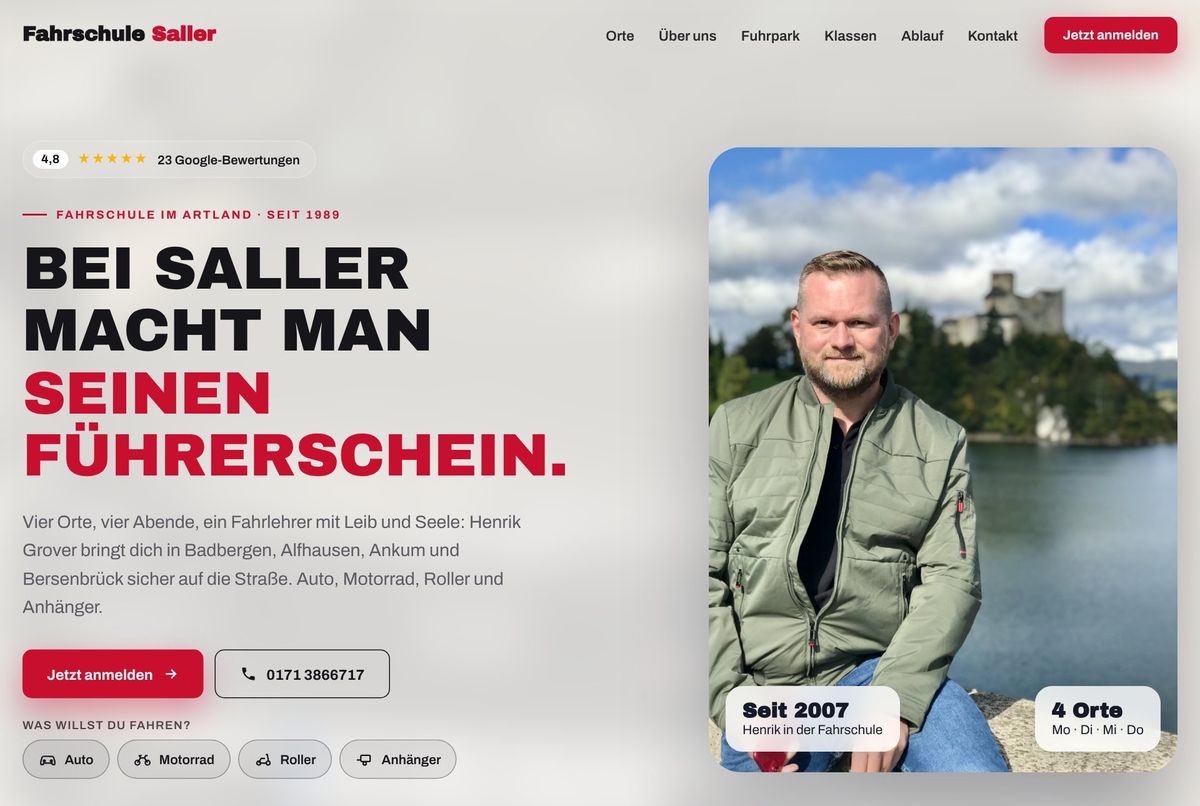 Fahrschule Saller
Orte
Über uns
Fuhrpark
Klassen
Ablauf
Kontakt
Jetzt anmelden
4,8 ★★★★★ 23 Google-Bewertungen
FAHRSCHULE IM ARTLAND · SEIT 1989
BEI SALLER
MACHT MAN
SEINEN
FÜHRERSCHEIN.
Vier Orte, vier Abende, ein Fahrlehrer mit Leib und Seele: Henrik
Grover bringt dich in Badbergen, Alfhausen, Ankum und
Bersenbrück sicher auf die Straße. Auto, Motorrad, Roller und
Anhänger.
Jetzt anmelden →
0171 3866717
WAS WILLST DU FAHREN?
Auto
Motorrad
Roller
Anhänger
Seit 2007
Henrik in der Fahrschule
4 Orte
Mo · Di · Mi · Do